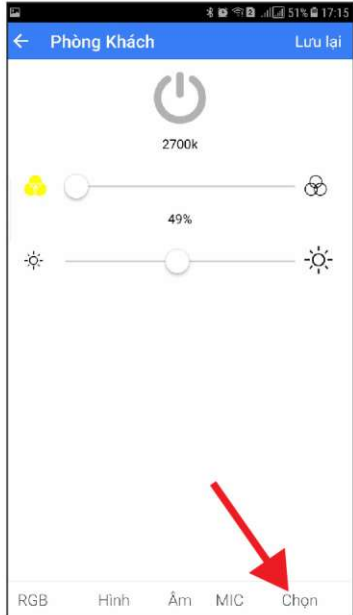 51% 17:15
Phòng Khách Lưu lại
2700k
49%
RGB Hình Âm MIC Chọn